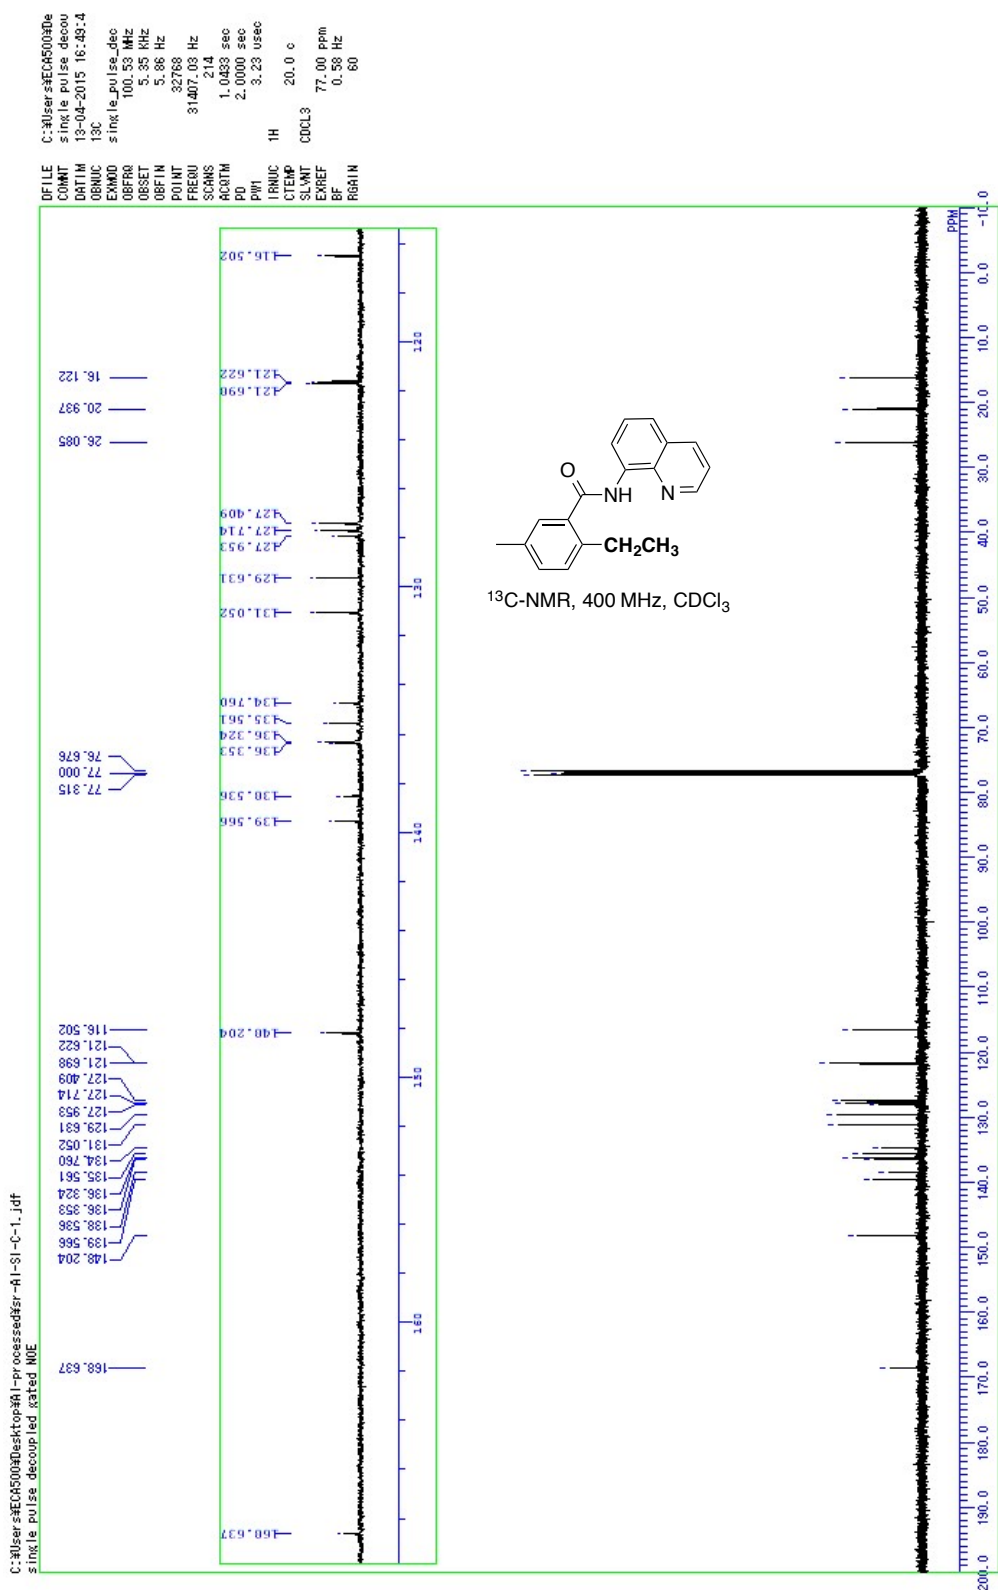 C:¥Users¥ECA500¥Desktop¥AI-processed¥sr-AI-SI-C-1.jdf
single pulse decoupled gated NOE
DFILE C:¥Users¥ECA500¥De
COMNT single pulse decou
DATIM 13-04-2015 16:49:4
OBNUC 13C
EXMOD single_pulse_dec
OBFRQ 100.53 MHz
OBSET 5.35 KHz
OBFIN 5.86 Hz
POINT 32768
FREQU 31407.03 Hz
SCANS 214
ACQTM 1.0433 sec
PD 2.0000 sec
PW1 3.23 usec
IRNUC 1H
CTEMP 20.0 c
SLVNT CDCL3
EXREF 77.00 ppm
BF 0.58 Hz
RGAIN 60
168.637
148.204
139.566
138.536
136.353
136.324
135.561
134.760
131.052
129.631
127.953
127.714
127.409
121.698
121.622
116.502
77.315
77.000
76.676
26.085
20.937
16.122
168.637
148.204
139.566
138.536
136.353
136.324
135.561
134.760
131.052
129.631
127.953
127.714
127.409
121.698
121.622
116.502
160
150
140
130
120
O
NH
N
CH2CH3
13C-NMR, 400 MHz, CDCl3
PPM
200.0 190.0 180.0 170.0 160.0 150.0 140.0 130.0 120.0 110.0 100.0 90.0 80.0 70.0 60.0 50.0 40.0 30.0 20.0 10.0 0.0 -10.0